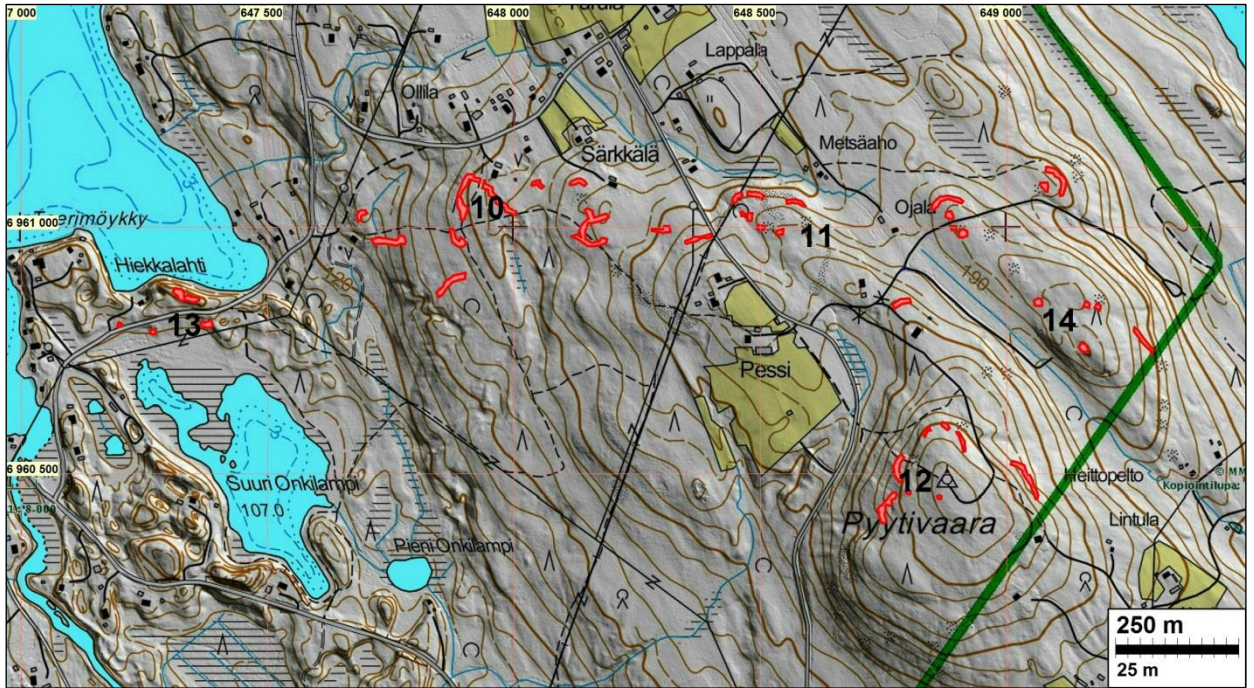 7 000
647 500
648 000
648 500
649 000
Lappala
Ollila
Särkkälä
Metsäaho
10
Ojala
6 961 000
11
Hiekkalahti
120
190
13
14
Pessi
6 960 500
12
Heittopelto
© MM
Kopiointilupa:
Suuri Onkilampi
107.0
Pyytivaara
Lintula
Pieni Onkilampi
250 m
25 m